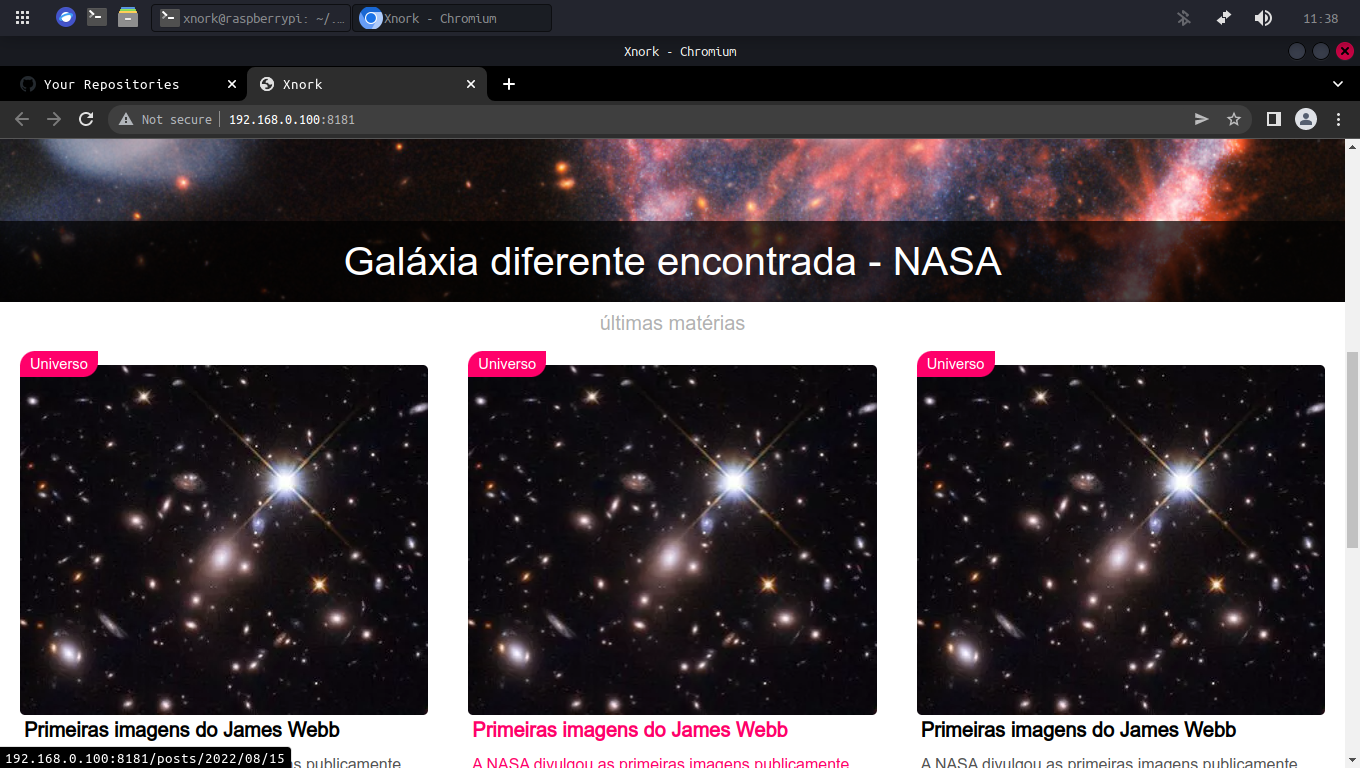 xnork@raspberrypi: ~/...
Xnork - Chromium
11:38
Xnork - Chromium
Your Repositories
Xnork
Not secure
192.168.0.100:8181
Galáxia diferente encontrada - NASA
últimas matérias
Universo
Universo
Universo
Primeiras imagens do James Webb
Primeiras imagens do James Webb
Primeiras imagens do James Webb
192.168.0.100:8181/posts/2022/08/15
publicamente
A NASA divulgou as primeiras imagens publicamente
A NASA divulgou as primeiras imagens publicamente